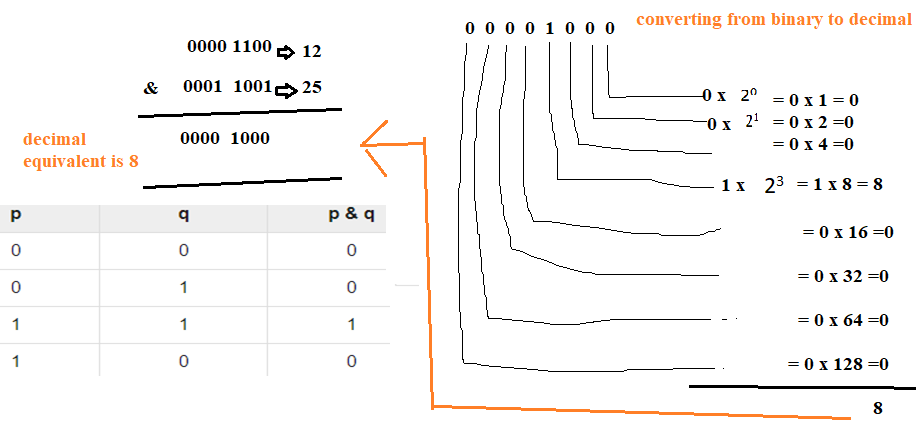 converting from binary to decimal
0000 1100 ⇨ 12
& 0001 1001 ⇨ 25
0000 1000
decimal
equivalent is 8
p q p & q
0 0 0
0 1 0
1 1 1
1 0 0
0 0 0 0 1 0 0 0
0 x 2⁰ = 0 x 1 = 0
0 x 2¹ = 0 x 2 =0
= 0 x 4 =0
1 x 2³ = 1 x 8 = 8
= 0 x 16 =0
= 0 x 32 =0
= 0 x 64 =0
= 0 x 128 =0
8